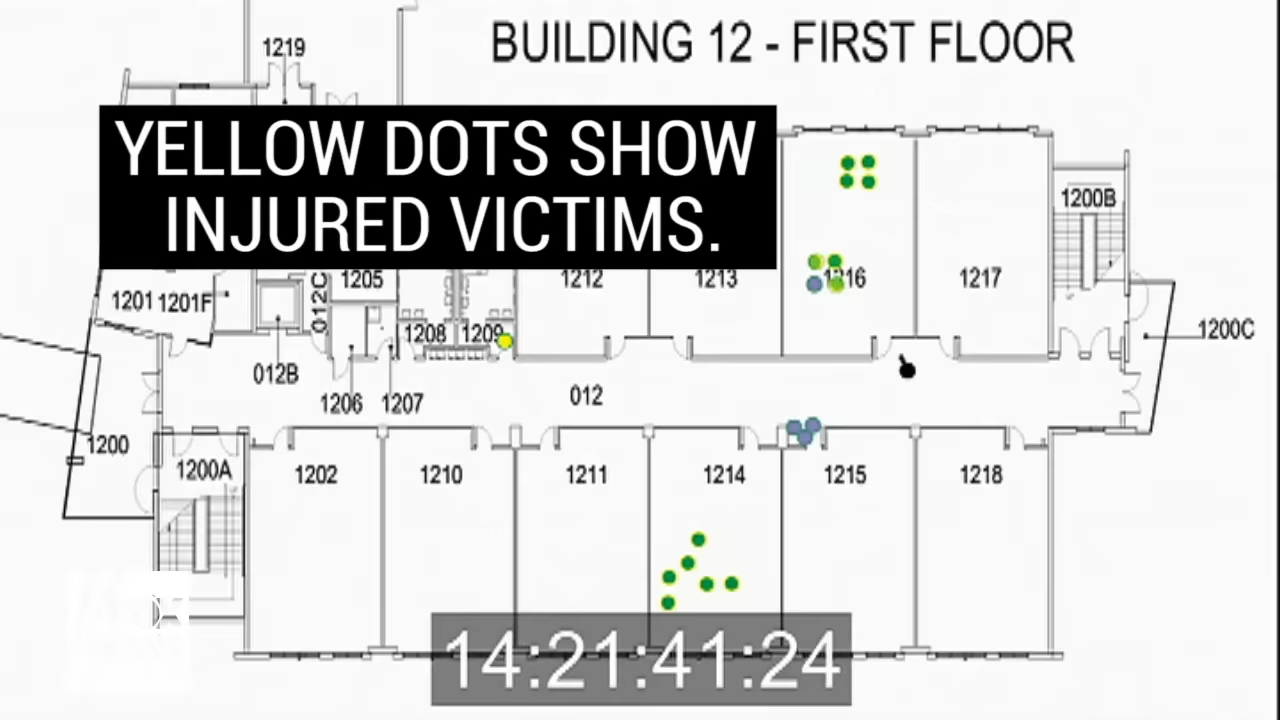 BUILDING 12 - FIRST FLOOR
1219
YELLOW DOTS SHOW
INJURED VICTIMS.
1200B
1201 1201F
012C
1205
1212
1213
1216
1217
1208
1209
1200C
012B
1206
1207
012
1200
1200A
1202
1210
1211
1214
1215
1218
14:21:41:24